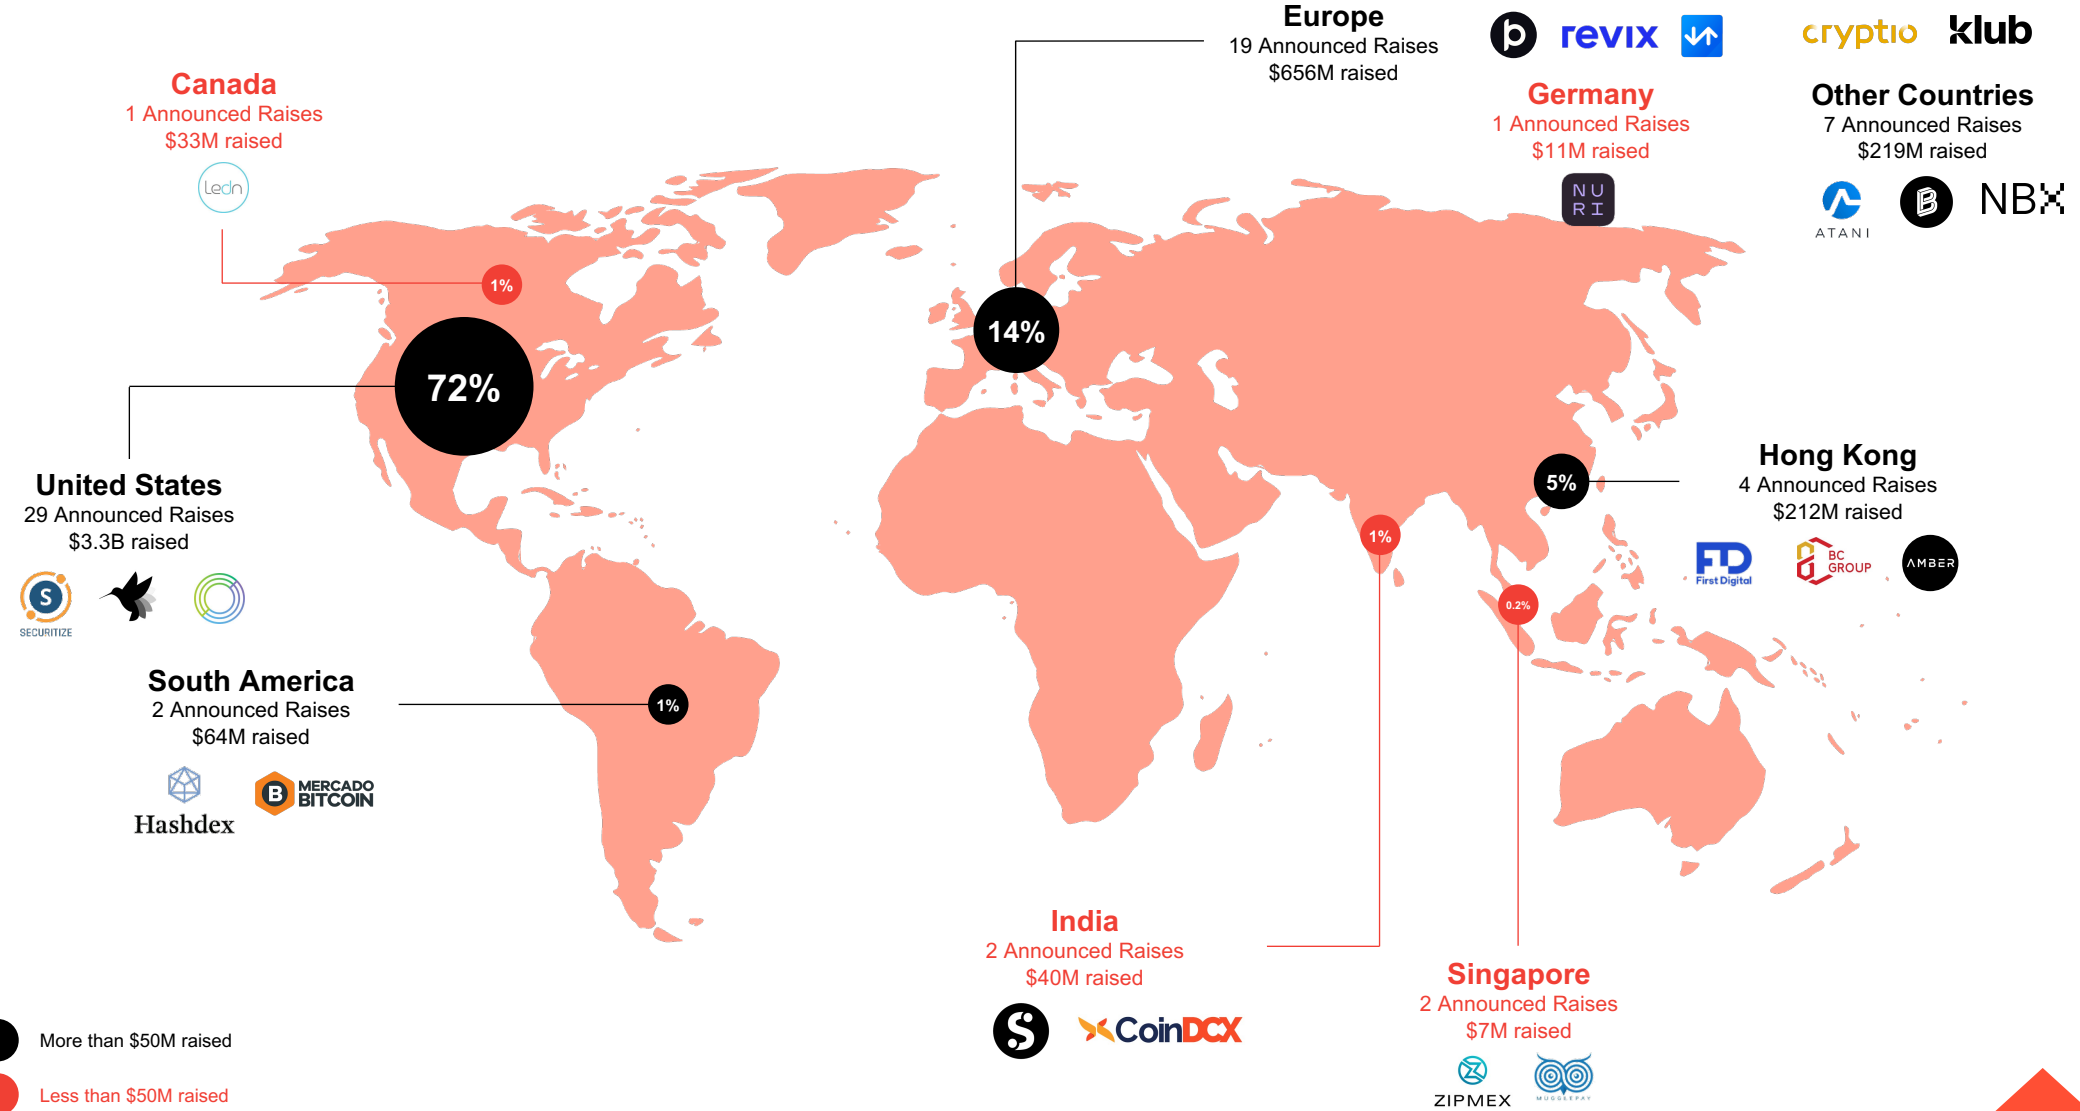 Europe
19 Announced Raises
$656M raised
revix
cryptio
klub
Canada
1 Announced Raises
$33M raised
Ledn
Germany
1 Announced Raises
$11M raised
NU
RI
Other Countries
7 Announced Raises
$219M raised
ATANI
B
NBX
1%
14%
72%
United States
29 Announced Raises
$3.3B raised
S
SECURITIZE
5%
Hong Kong
4 Announced Raises
$212M raised
FD
First Digital
BC
GROUP
AMBER
1%
0.2%
South America
2 Announced Raises
$64M raised
1%
Hashdex
B
MERCADO
BITCOIN
India
2 Announced Raises
$40M raised
S
CoinDCX
Singapore
2 Announced Raises
$7M raised
ZIPMEX
MUGGLEPAY
More than $50M raised
Less than $50M raised